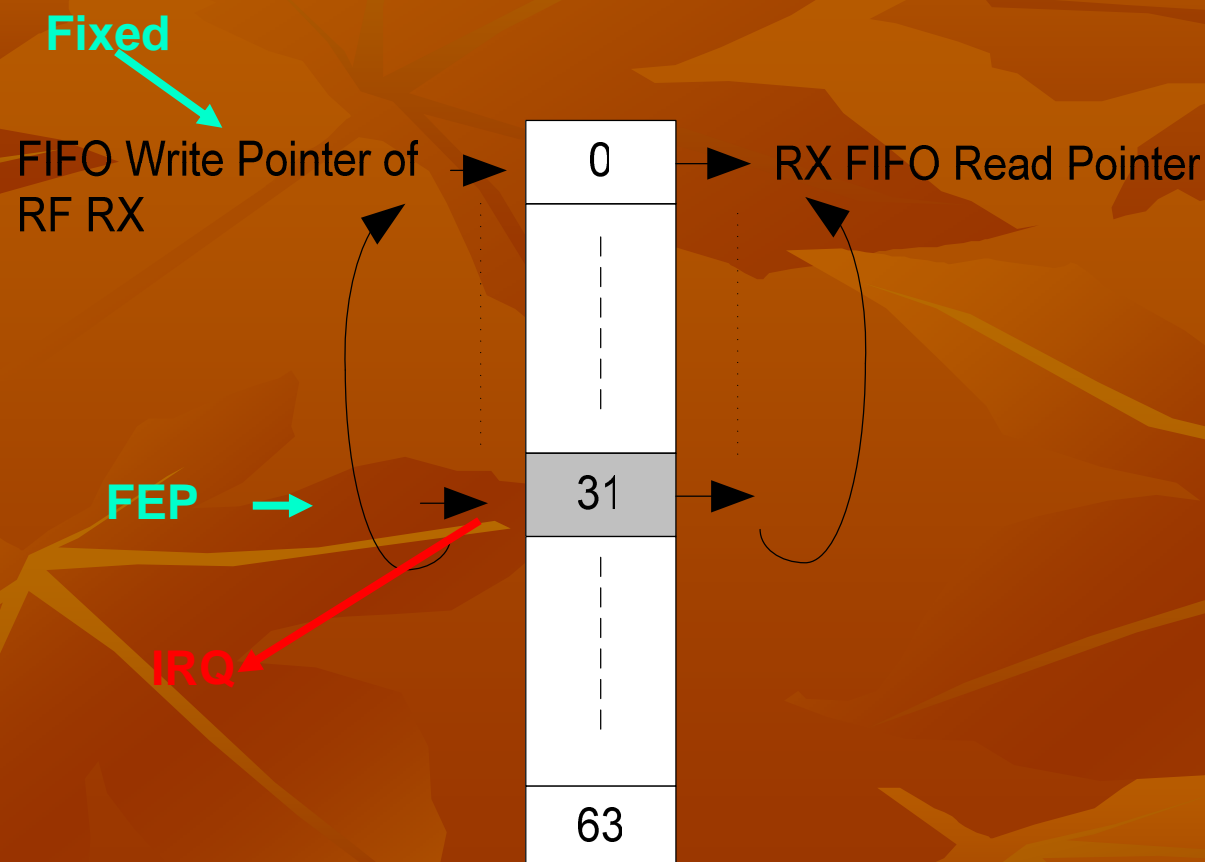 Fixed
FIFO Write Pointer of
RF RX
0
RX FIFO Read Pointer
FEP
31
IRQ
63